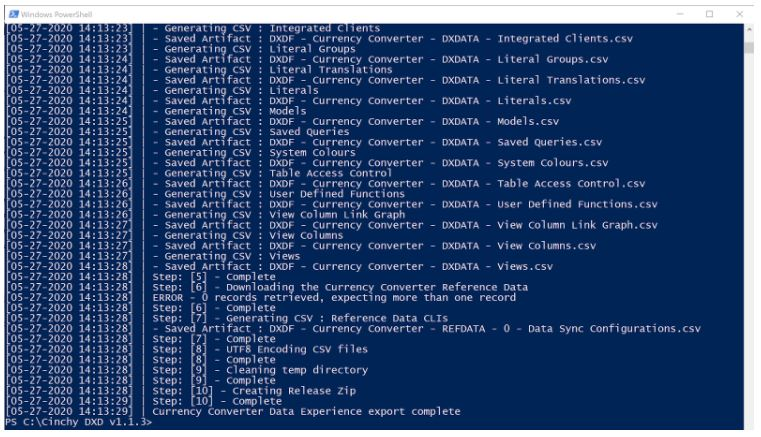 Windows PowerShell
[05-27-2020 14:13:23] | - Generating CSV : Integrated Clients
[05-27-2020 14:13:23] | - Saved Artifact : DXDF - Currency Converter - DXDATA - Integrated Clients.csv
[05-27-2020 14:13:23] | - Generating CSV : Literal Groups
[05-27-2020 14:13:24] | - Saved Artifact : DXDF - Currency Converter - DXDATA - Literal Groups.csv
[05-27-2020 14:13:24] | - Generating CSV : Literal Translations
[05-27-2020 14:13:24] | - Saved Artifact : DXDF - Currency Converter - DXDATA - Literal Translations.csv
[05-27-2020 14:13:24] | - Generating CSV : Literals
[05-27-2020 14:13:24] | - Saved Artifact : DXDF - Currency Converter - DXDATA - Literals.csv
[05-27-2020 14:13:24] | - Generating CSV : Models
[05-27-2020 14:13:25] | - Saved Artifact : DXDF - Currency Converter - DXDATA - Models.csv
[05-27-2020 14:13:25] | - Generating CSV : Saved Queries
[05-27-2020 14:13:25] | - Saved Artifact : DXDF - Currency Converter - DXDATA - Saved Queries.csv
[05-27-2020 14:13:25] | - Generating CSV : System Colours
[05-27-2020 14:13:25] | - Saved Artifact : DXDF - Currency Converter - DXDATA - System Colours.csv
[05-27-2020 14:13:25] | - Generating CSV : Table Access Control
[05-27-2020 14:13:26] | - Saved Artifact : DXDF - Currency Converter - DXDATA - Table Access Control.csv
[05-27-2020 14:13:26] | - Generating CSV : User Defined Functions
[05-27-2020 14:13:26] | - Saved Artifact : DXDF - Currency Converter - DXDATA - User Defined Functions.csv
[05-27-2020 14:13:26] | - Generating CSV : View Column Link Graph
[05-27-2020 14:13:27] | - Saved Artifact : DXDF - Currency Converter - DXDATA - View Column Link Graph.csv
[05-27-2020 14:13:27] | - Generating CSV : View Columns
[05-27-2020 14:13:27] | - Saved Artifact : DXDF - Currency Converter - DXDATA - View Columns.csv
[05-27-2020 14:13:27] | - Generating CSV : Views
[05-27-2020 14:13:28] | - Saved Artifact : DXDF - Currency Converter - DXDATA - Views.csv
[05-27-2020 14:13:28] | Step: [5] - Complete
[05-27-2020 14:13:28] | Step: [6] - Downloading the Currency Converter Reference Data
[05-27-2020 14:13:28] | ERROR - 0 records retrieved, expecting more than one record
[05-27-2020 14:13:28] | Step: [6] - Complete
[05-27-2020 14:13:28] | Step: [7] - Generating CSV : Reference Data CLIs
[05-27-2020 14:13:28] | - Saved Artifact : DXDF - Currency Converter - REFDATA - 0 - Data Sync Configurations.csv
[05-27-2020 14:13:28] | Step: [7] - Complete
[05-27-2020 14:13:28] | Step: [8] - UTF8 Encoding CSV files
[05-27-2020 14:13:28] | Step: [8] - Complete
[05-27-2020 14:13:28] | Step: [9] - Cleaning temp directory
[05-27-2020 14:13:28] | Step: [9] - Complete
[05-27-2020 14:13:28] | Step: [10] - Creating Release Zip
[05-27-2020 14:13:29] | Step: [10] - Complete
[05-27-2020 14:13:29] | Currency Converter Data Experience export complete
PS C:\Cinchy DXD v1.1.3>